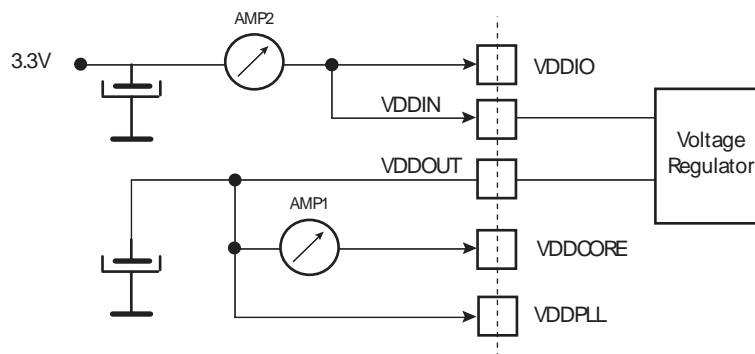 AMP2
3.3V
VDDIO
VDDIN
Voltage
Regulator
VDDOUT
AMP1
VDDCORE
VDDPLL